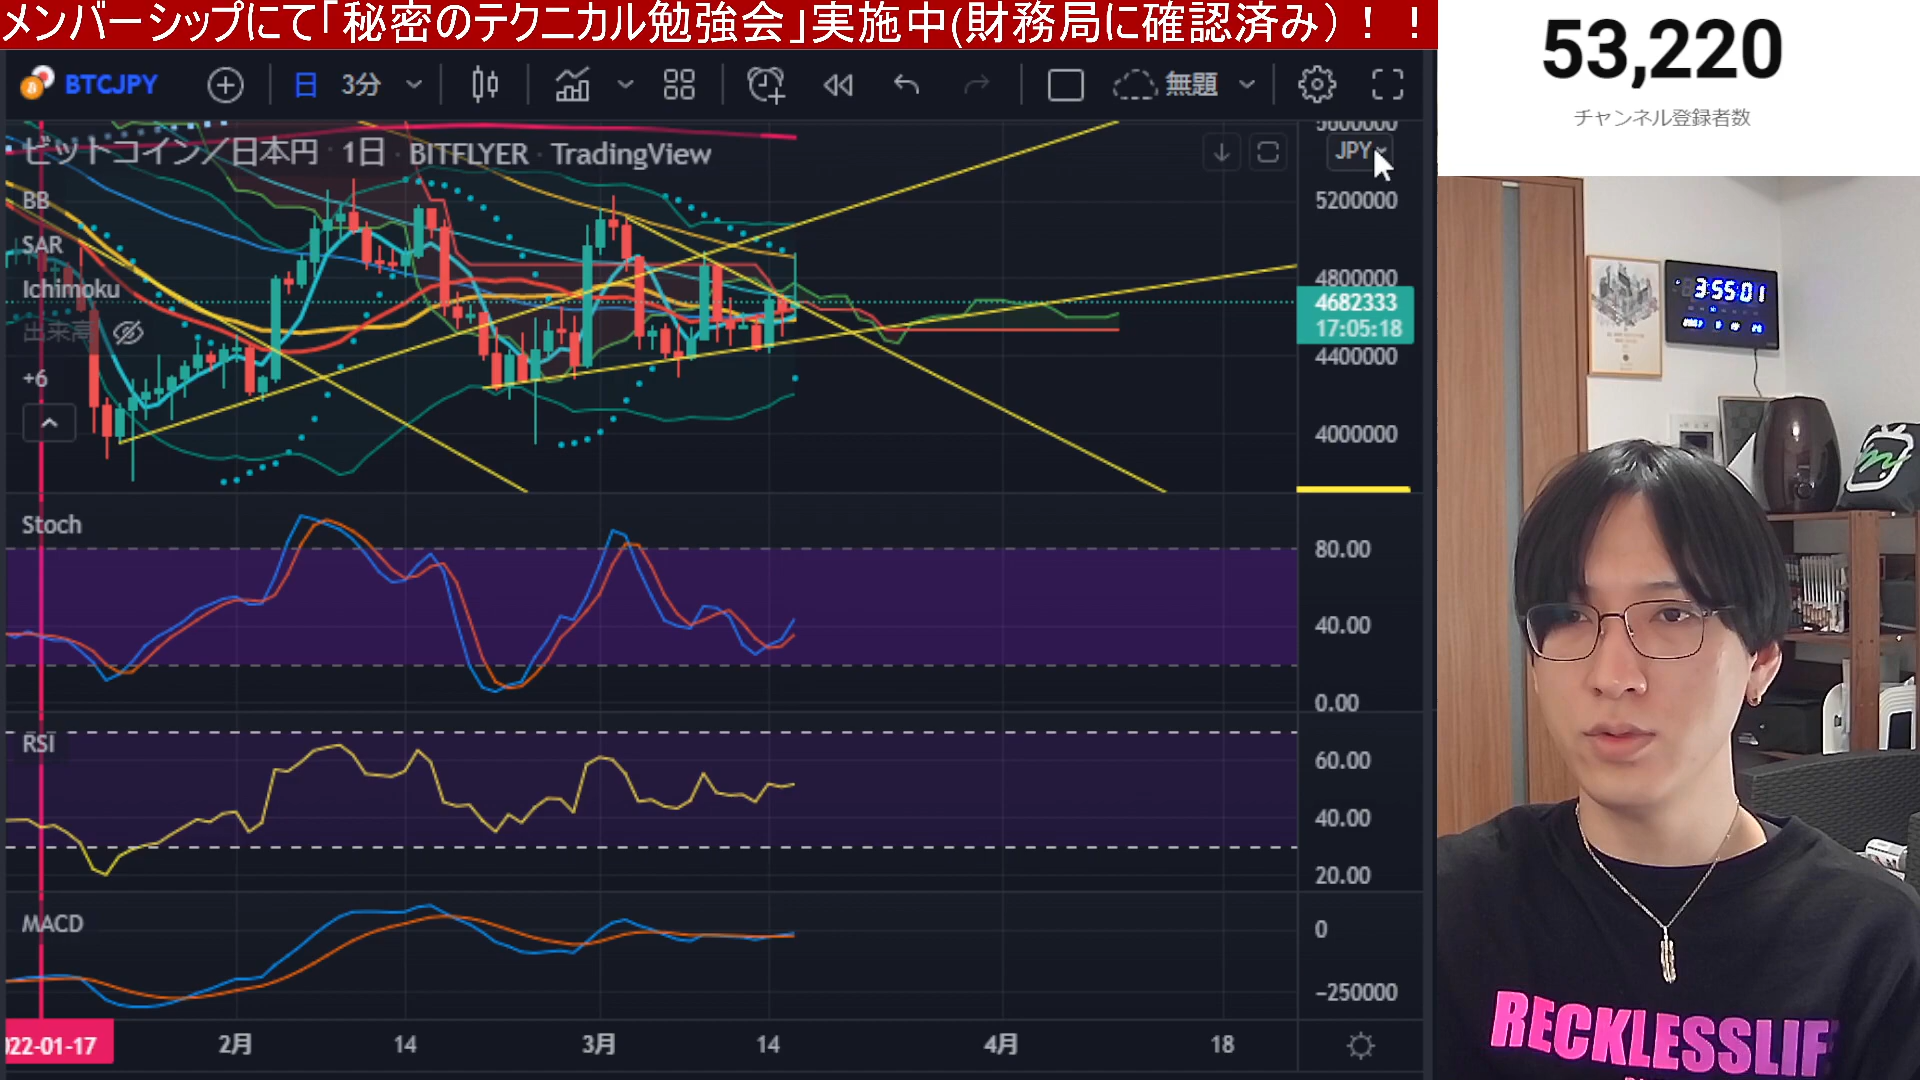 メンバーシップにて「秘密のテクニカル勉強会」実施中(財務局に確認済み）！！
53,220
チャンネル登録者数
BTCJPY
日
3分
無題
ビットコイン／日本円 · 1日 · BITFLYER · TradingView
JPY
BB
SAR
Ichimoku
出来高
+6
5600000
5200000
4800000
4682333
17:05:18
4400000
4000000
Stoch
80.00
40.00
0.00
RSI
60.00
40.00
20.00
MACD
0
−250000
022-01-17
2月
14
3月
14
4月
18
3:55 01
RECKLESSLIF